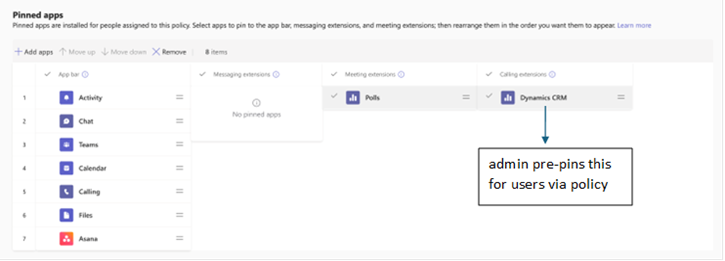 Pinned apps
Pinned apps are installed for people assigned to this policy. Select apps to pin to the app bar, messaging extensions, and meeting extensions; then rearrange them in the order you want them to appear. Learn more
+ Add apps ↑ Move up ↓ Move down × Remove | 8 items
App bar
Messaging extensions
Meeting extensions
Calling extensions
1 Activity
No pinned apps
Polls
Dynamics CRM
2 Chat
3 Teams
4 Calendar
5 Calling
6 Files
7 Asana
admin pre-pins this
for users via policy